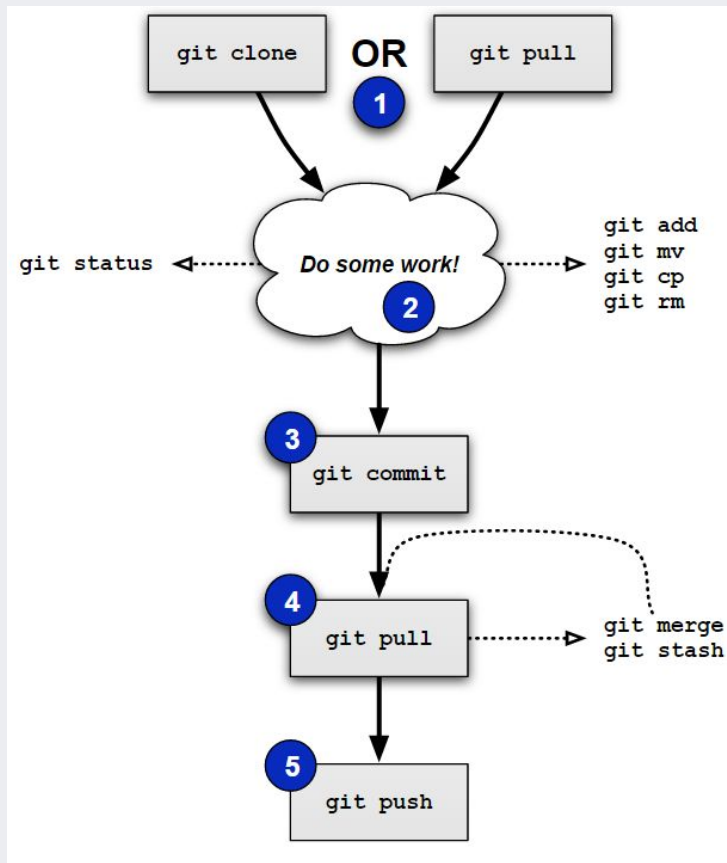 git clone
OR
git pull
1
git status
Do some work!
git add
git mv
git cp
git rm
2
3
git commit
4
git pull
git merge
git stash
5
git push